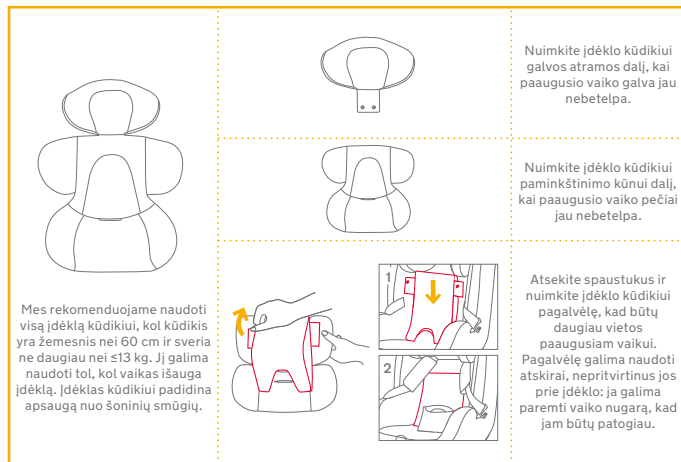 Mes rekomenduojame naudoti
visą įdėklą kūdikiui, kol kūdikis
yra žemesnis nei 60 cm ir sveria
ne daugiau nei ≤13 kg. Jį galima
naudoti tol, kol vaikas išauga
įdėklą. Įdėklas kūdikiui padidina
apsaugą nuo šoninių smūgių.
Nuimkite įdėklo kūdikiui
galvos atramos dalį, kai
paaugusio vaiko galva jau
nebetelpa.
Nuimkite įdėklo kūdikiui
paminkštinimo kūnui dalį,
kai paaugusio vaiko pečiai
jau nebetelpa.
1
2
Atsekite spaustukus ir
nuimkite įdėklo kūdikiui
pagalvėlę, kad būtų
daugiau vietos
paaugusiam vaikui.
Pagalvėlę galima naudoti
atskirai, nepritvirtinus jos
prie įdėklo: ja galima
paremti vaiko nugarą, kad
jam būtų patogiau.